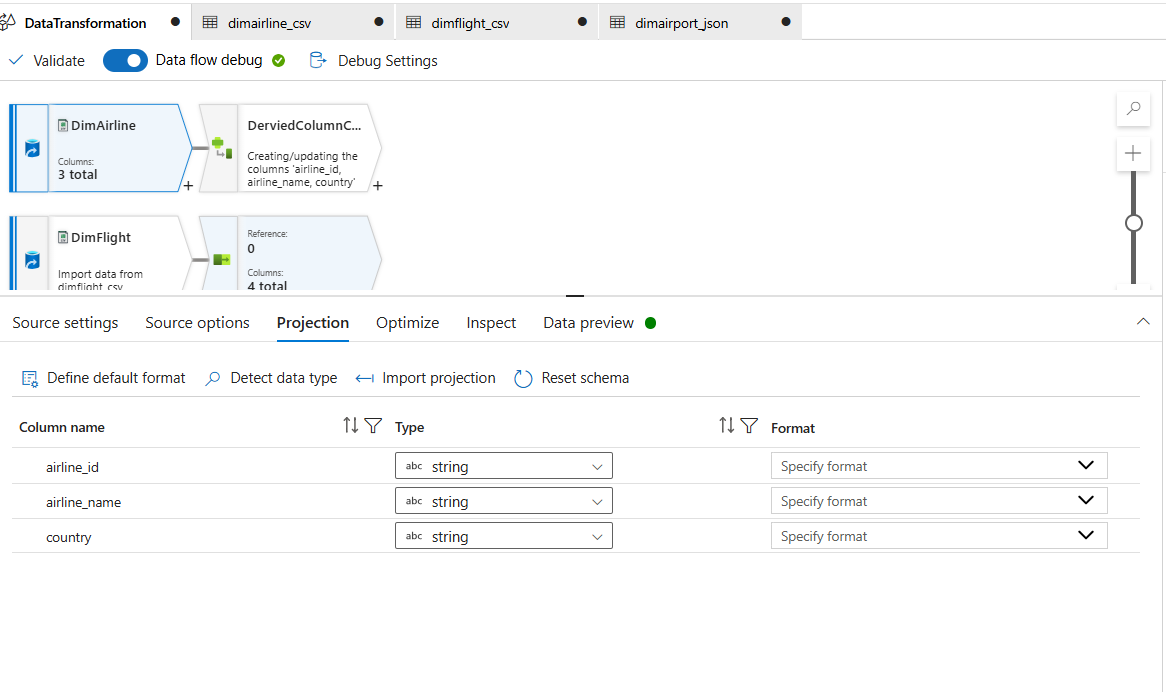 DataTransformation
dimairline_csv
dimflight_csv
dimairport_json
Validate
Data flow debug
Debug Settings
DimAirline
Columns:
3 total
+
DerviedColumnC...
Creating/updating the
columns 'airline_id,
airline_name, country'
+
DimFlight
Import data from
dimflight_csv
Reference:
0
Columns:
4 total
Source settings
Source options
Projection
Optimize
Inspect
Data preview
Define default format
Detect data type
Import projection
Reset schema
Column name
Type
Format
airline_id
abc string
Specify format
airline_name
abc string
Specify format
country
abc string
Specify format